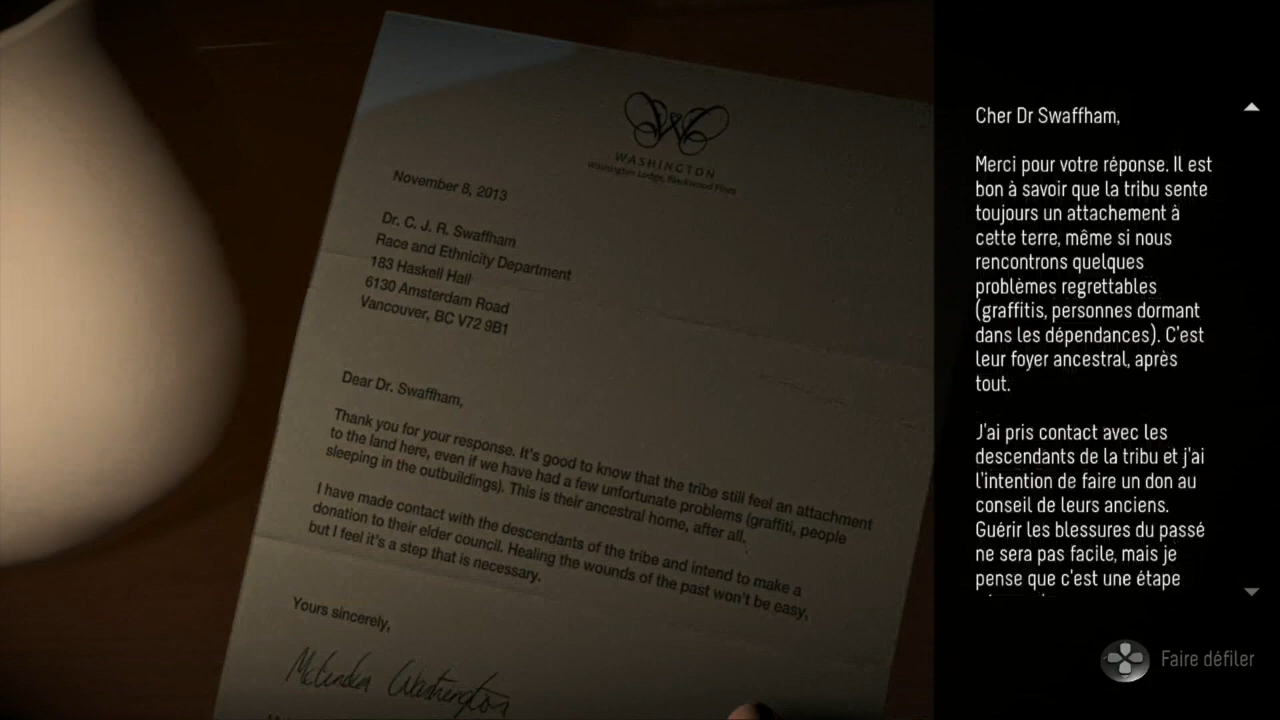 W
WASHINGTON
Washington Lodge, Blackwood Pines
November 8, 2013
Dr. C. J. R. Swaffham
Race and Ethnicity Department
183 Haskell Hall
6130 Amsterdam Road
Vancouver, BC V72 9B1
Dear Dr. Swaffham,
Thank you for your response. It's good to know that the tribe still feel an attachment
to the land here, even if we have had a few unfortunate problems (graffiti, people
sleeping in the outbuildings). This is their ancestral home, after all.
I have made contact with the descendants of the tribe and intend to make a
donation to their elder council. Healing the wounds of the past won't be easy,
but I feel it's a step that is necessary.
Yours sincerely,
Melinda Washington
Cher Dr Swaffham,
Merci pour votre réponse. Il est
bon à savoir que la tribu sente
toujours un attachement à
cette terre, même si nous
rencontrons quelques
problèmes regrettables
(graffitis, personnes dormant
dans les dépendances). C'est
leur foyer ancestral, après
tout.
J'ai pris contact avec les
descendants de la tribu et j'ai
l'intention de faire un don au
conseil de leurs anciens.
Guérir les blessures du passé
ne sera pas facile, mais je
pense que c'est une étape
Faire défiler